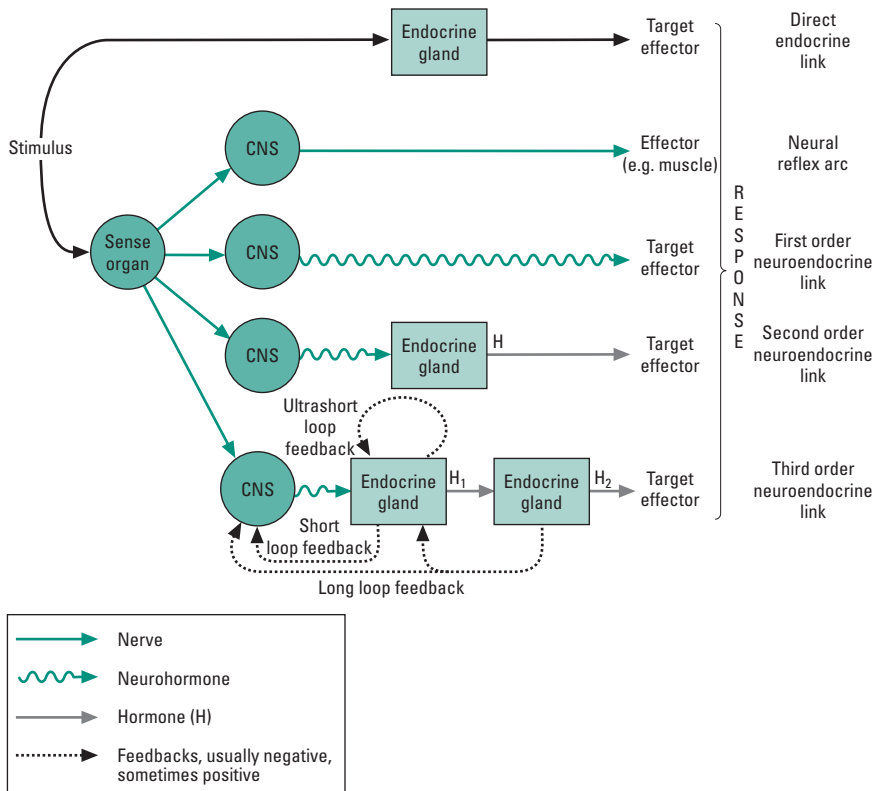 Endocrine
gland
Target
effector
Direct
endocrine
link
Stimulus
CNS
Effector
(e.g. muscle)
Neural
reflex arc
Sense
organ
CNS
Target
effector
First order
neuroendocrine
link
CNS
Endocrine
gland
H
Target
effector
Second order
neuroendocrine
link
RESPONSE
Ultrashort
loop
feedback
CNS
Endocrine
gland
H₁
Endocrine
gland
H₂
Target
effector
Third order
neuroendocrine
link
Short
loop feedback
Long loop feedback
Nerve
Neurohormone
Hormone (H)
Feedbacks, usually negative,
sometimes positive